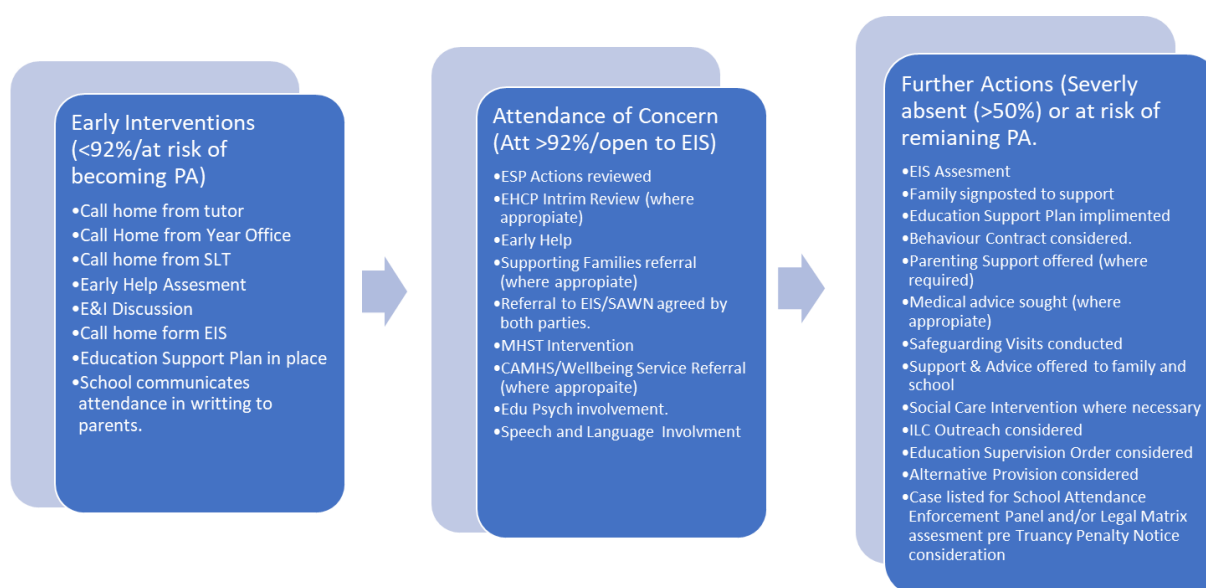 Early Interventions
(<92%/at risk of
becoming PA)
•Call home from tutor
•Call Home from Year Office
•Call home from SLT
•Early Help Assesment
•E&I Discussion
•Call home form EIS
•Education Support Plan in place
•School communicates
attendance in writting to
parents.
Attendance of Concern
(Att >92%/open to EIS)
•ESP Actions reviewed
•EHCP Intrim Review (where
appropiate)
•Early Help
•Supporting Families referral
(where appropiate)
•Referral to EIS/SAWN agreed by
both parties.
•MHST Intervention
•CAMHS/Wellbeing Service Referral
(where appropaite)
•Edu Psych involvement.
•Speech and Language Involvment
Further Actions (Severly
absent (>50%) or at risk of
remianing PA.
•EIS Assesment
•Family signposted to support
•Education Support Plan implimented
•Behaviour Contract considered.
•Parenting Support offered (where
required)
•Medical advice sought (where
appropiate)
•Safeguarding Visits conducted
•Support & Advice offered to family and
school
•Social Care Intervention where necessary
•ILC Outreach considered
•Education Supervision Order considered
•Alternative Provision considered
•Case listed for School Attendance
Enforcement Panel and/or Legal Matrix
assesment pre Truancy Penalty Notice
consideration